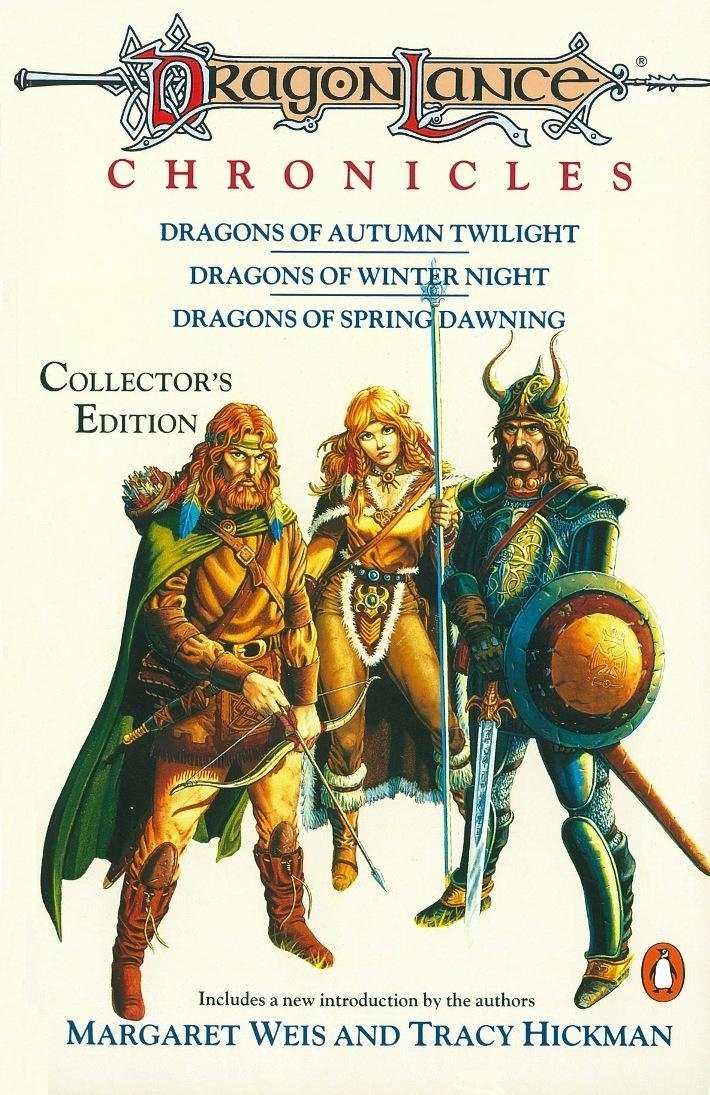 DRAGONLANCE®
CHRONICLES
DRAGONS OF AUTUMN TWILIGHT
DRAGONS OF WINTER NIGHT
DRAGONS OF SPRING DAWNING
COLLECTOR'S
EDITION
Includes a new introduction by the authors
MARGARET WEIS AND TRACY HICKMAN